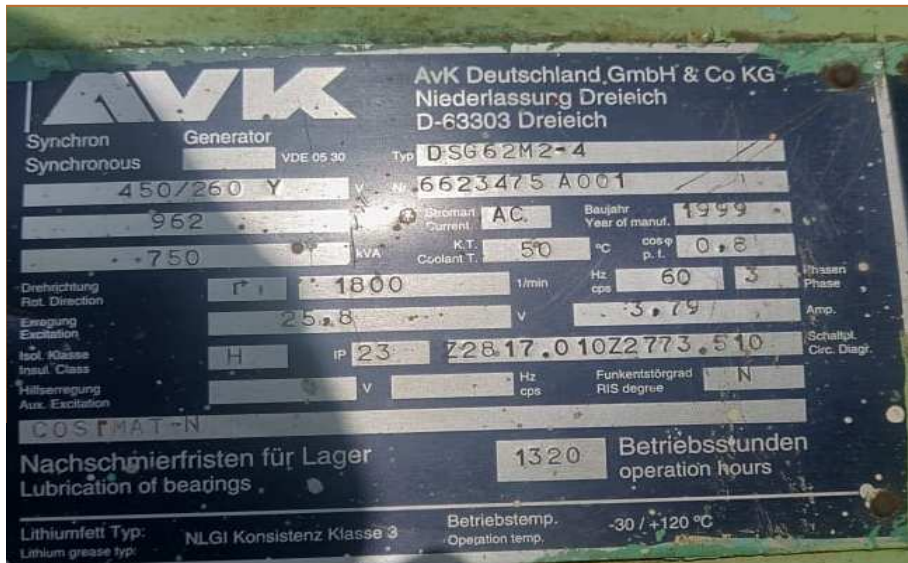 AVK
AvK Deutschland GmbH & Co KG
Niederlassung Dreieich
D-63303 Dreieich
Synchron Generator
Synchronous VDE 05 30 Typ DSG62M2-4
450/260 Y V Nr. 6623475 A001
962 Stromart Current AC Baujahr Year of manuf. 1999
750 kVA K.T. Coolant T. 50 °C cosφ p. f. 0,8
Drehrichtung Rot. Direction 1800 1/min Hz cps 60 3 Phasen Phase
Erregung Excitation 25,8 V 3,79 Amp.
Isol. Klasse Insul. Class H IP 23 Z28.17.010Z2773.510 Schaltpl. Circ. Diagr.
Hilfserregung Aux. Excitation V Hz cps Funkentstörgrad RIS degree N
Nachschmierfristen für Lager
Lubrication of bearings
1320 Betriebsstunden
operation hours
Lithiumfett Typ: NLGI Konsistenz Klasse 3 Betriebstemp. -30 / +120 °C
Lithium grease typ: Operation temp.